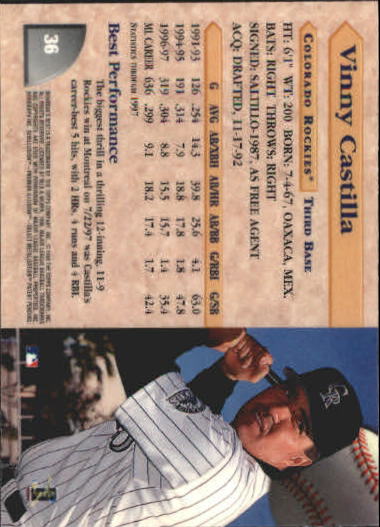 Vinny Castilla
COLORADO ROCKIES® THIRD BASE
HT: 6'1" WT: 200 BORN: 7-4-67, OAXACA, MEX.
BATS: RIGHT THROWS: RIGHT
SIGNED: SALTILLO-1987, AS FREE AGENT
ACQ: DRAFTED, 11-17-92
G AVG AB/RBI AB/HR AB/BB G/RBI G/SB
1991-93 126 .254 14.3 39.8 25.6 4.1 63.0
1994-95 191 .314 7.9 18.8 17.8 1.8 47.8
1996-97 319 .304 8.8 15.5 15.7 1.4 35.4
ML CAREER 636 .299 9.1 18.2 17.4 1.7 42.4
STATISTICS THROUGH 1997
Best Performance
The biggest thrill in a thrilling 12-inning, 11-9
Rockies win at Montreal on 7/22/97 was Castilla's
career-best 5 hits, with 2 HRs, 4 runs and 4 RBI.
36
CR